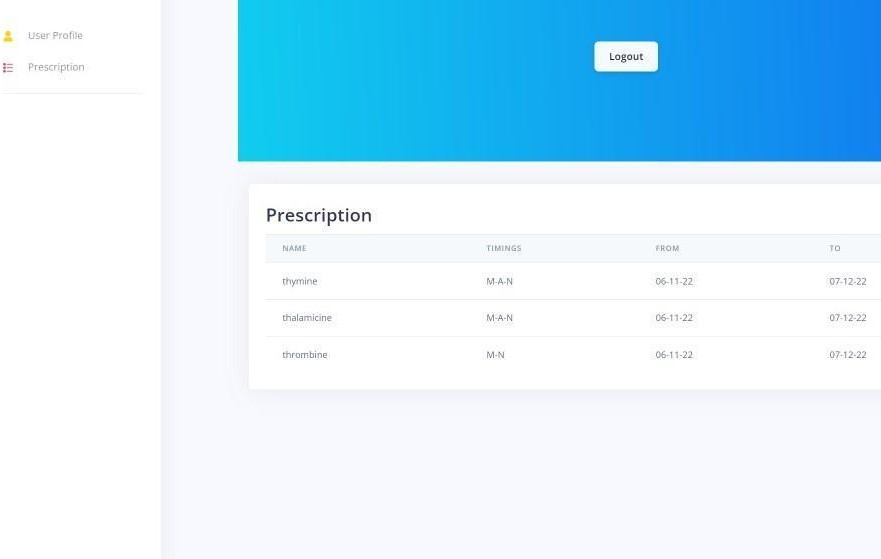 User Profile
Prescription
Logout
Prescription
NAME TIMINGS FROM TO
thymine M-A-N 06-11-22 07-12-22
thalamicine M-A-N 06-11-22 07-12-22
thrombine M-N 06-11-22 07-12-22